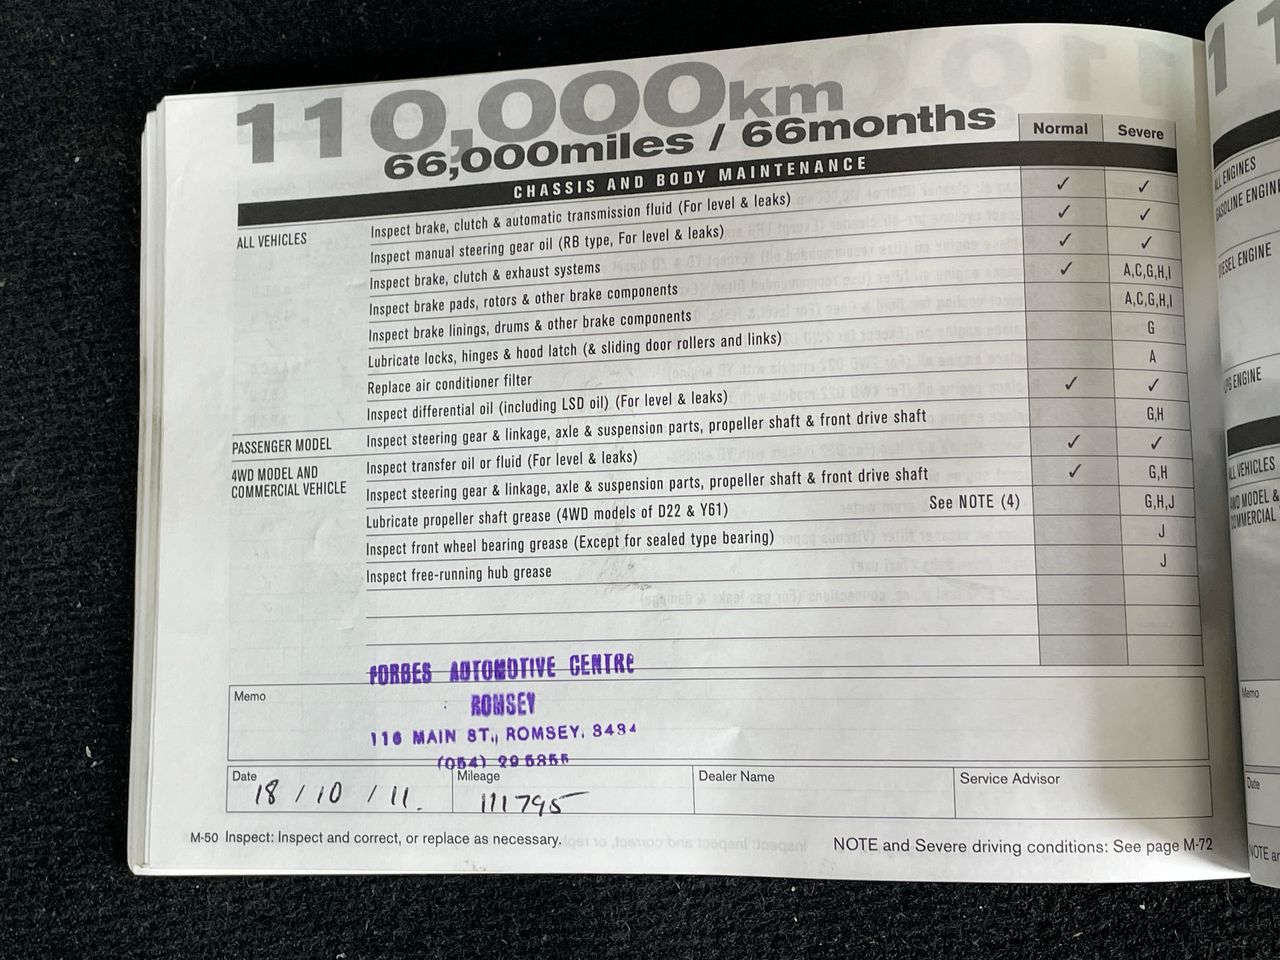 110,000km
66,000miles / 66months
Normal Severe
CHASSIS AND BODY MAINTENANCE
ALL VEHICLES
Inspect brake, clutch & automatic transmission fluid (For level & leaks) ✓ ✓
Inspect manual steering gear oil (RB type, For level & leaks) ✓ ✓
Inspect brake, clutch & exhaust systems ✓ ✓
Inspect brake pads, rotors & other brake components ✓ A,C,G,H,I
Inspect brake linings, drums & other brake components A,C,G,H,I
Lubricate locks, hinges & hood latch (& sliding door rollers and links) G
Replace air conditioner filter A
Inspect differential oil (including LSD oil) (For level & leaks) ✓ ✓
PASSENGER MODEL Inspect steering gear & linkage, axle & suspension parts, propeller shaft & front drive shaft G,H
4WD MODEL AND
COMMERCIAL VEHICLE
Inspect transfer oil or fluid (For level & leaks) ✓ ✓
Inspect steering gear & linkage, axle & suspension parts, propeller shaft & front drive shaft ✓ G,H
Lubricate propeller shaft grease (4WD models of D22 & Y61) See NOTE (4) G,H,J
Inspect front wheel bearing grease (Except for sealed type bearing) J
Inspect free-running hub grease J
FORBES AUTOMOTIVE CENTRE
Memo
ROMSEY
116 MAIN ST., ROMSEY. 3434
(054) 295855
Date Mileage Dealer Name Service Advisor
18 / 10 / 11. 111795
M-50 Inspect: Inspect and correct, or replace as necessary. NOTE and Severe driving conditions: See page M-72
ALL ENGINES
GASOLINE ENGINE
DIESEL ENGINE
LPG ENGINE
ALL VEHICLES
4WD MODEL &
COMMERCIAL
Memo
Date
NOTE